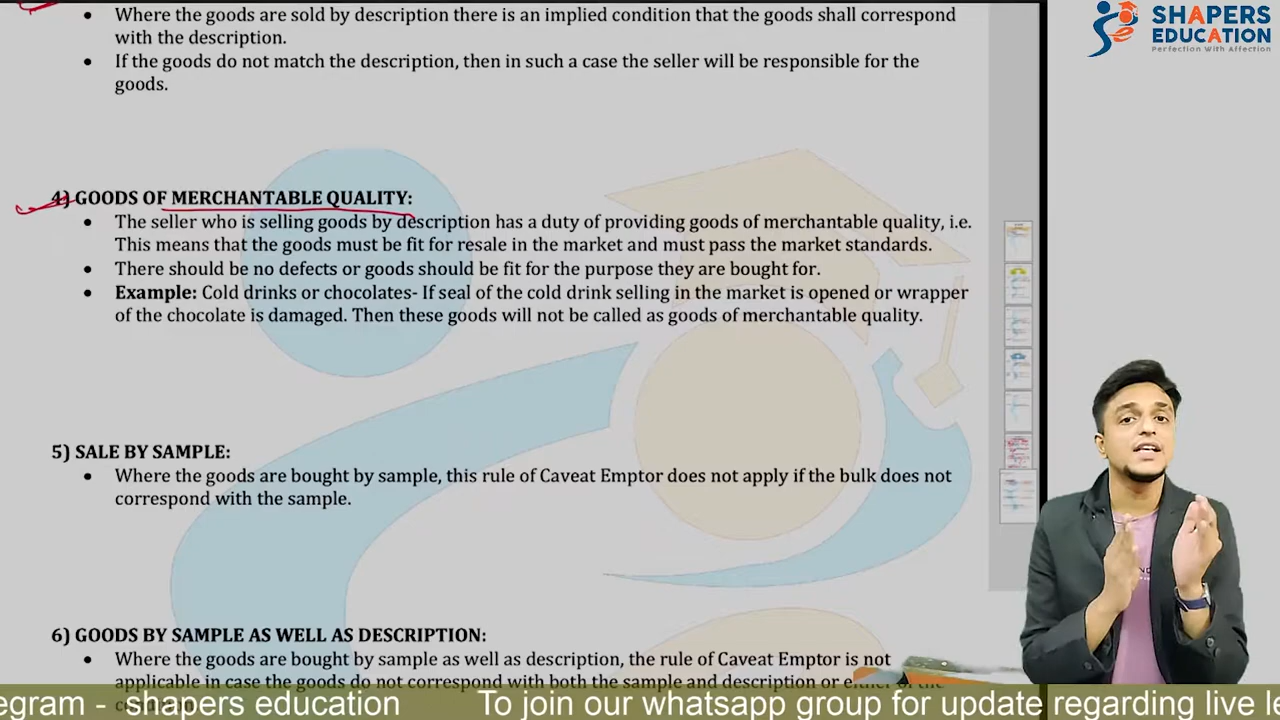 Where the goods are sold by description there is an implied condition that the goods shall correspond
with the description.
If the goods do not match the description, then in such a case the seller will be responsible for the
goods.
SHAPERS
EDUCATION
Perfection With Affection
4) GOODS OF MERCHANTABLE QUALITY:
The seller who is selling goods by description has a duty of providing goods of merchantable quality, i.e.
This means that the goods must be fit for resale in the market and must pass the market standards.
There should be no defects or goods should be fit for the purpose they are bought for.
Example: Cold drinks or chocolates- If seal of the cold drink selling in the market is opened or wrapper
of the chocolate is damaged. Then these goods will not be called as goods of merchantable quality.
5) SALE BY SAMPLE:
Where the goods are bought by sample, this rule of Caveat Emptor does not apply if the bulk does not
correspond with the sample.
6) GOODS BY SAMPLE AS WELL AS DESCRIPTION:
Where the goods are bought by sample as well as description, the rule of Caveat Emptor is not
applicable in case the goods do not correspond with both the sample and description or
egram - shapers education To join our whatsapp group for update regarding live le